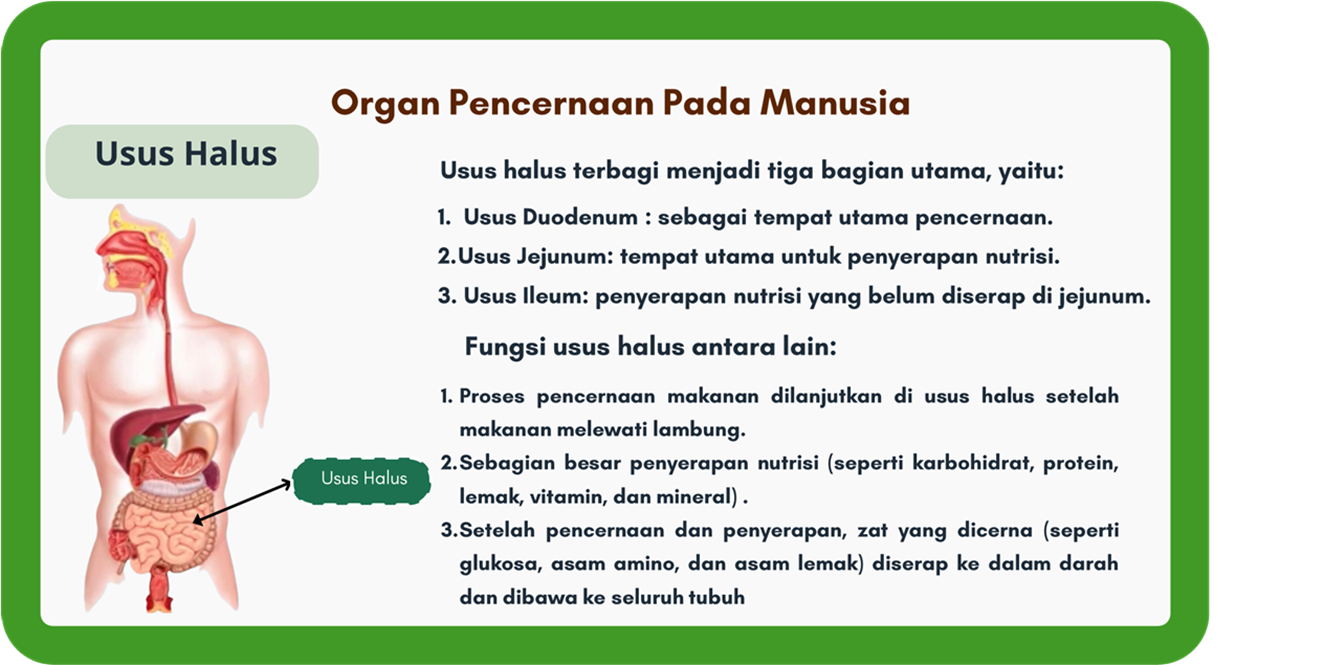 Organ Pencernaan Pada Manusia
Usus Halus
Usus halus terbagi menjadi tiga bagian utama, yaitu:
1. Usus Duodenum : sebagai tempat utama pencernaan.
2.Usus Jejunum: tempat utama untuk penyerapan nutrisi.
3. Usus Ileum: penyerapan nutrisi yang belum diserap di jejunum.
Fungsi usus halus antara lain:
1. Proses pencernaan makanan dilanjutkan di usus halus setelah
makanan melewati lambung.
Usus Halus
2.Sebagian besar penyerapan nutrisi (seperti karbohidrat, protein,
lemak, vitamin, dan mineral) .
3.Setelah pencernaan dan penyerapan, zat yang dicerna (seperti
glukosa, asam amino, dan asam lemak) diserap ke dalam darah
dan dibawa ke seluruh tubuh